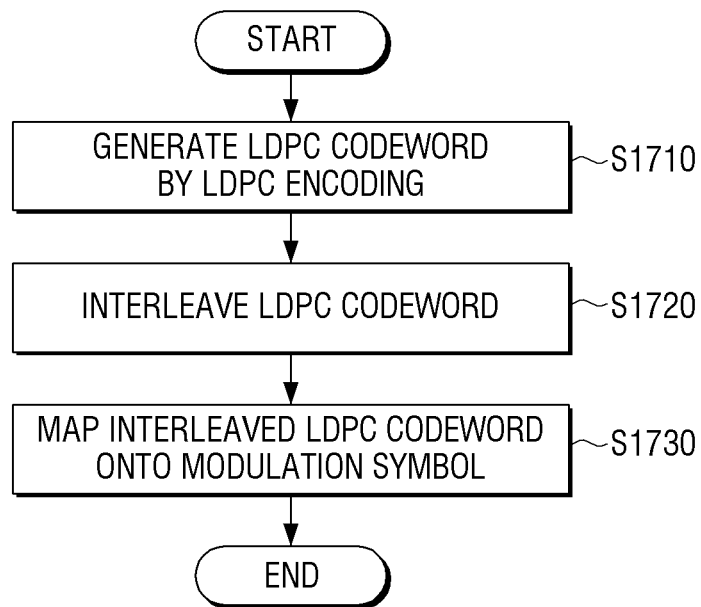 START
GENERATE LDPC CODEWORD
BY LDPC ENCODING
S1710
INTERLEAVE LDPC CODEWORD
S1720
MAP INTERLEAVED LDPC CODEWORD
ONTO MODULATION SYMBOL
S1730
END